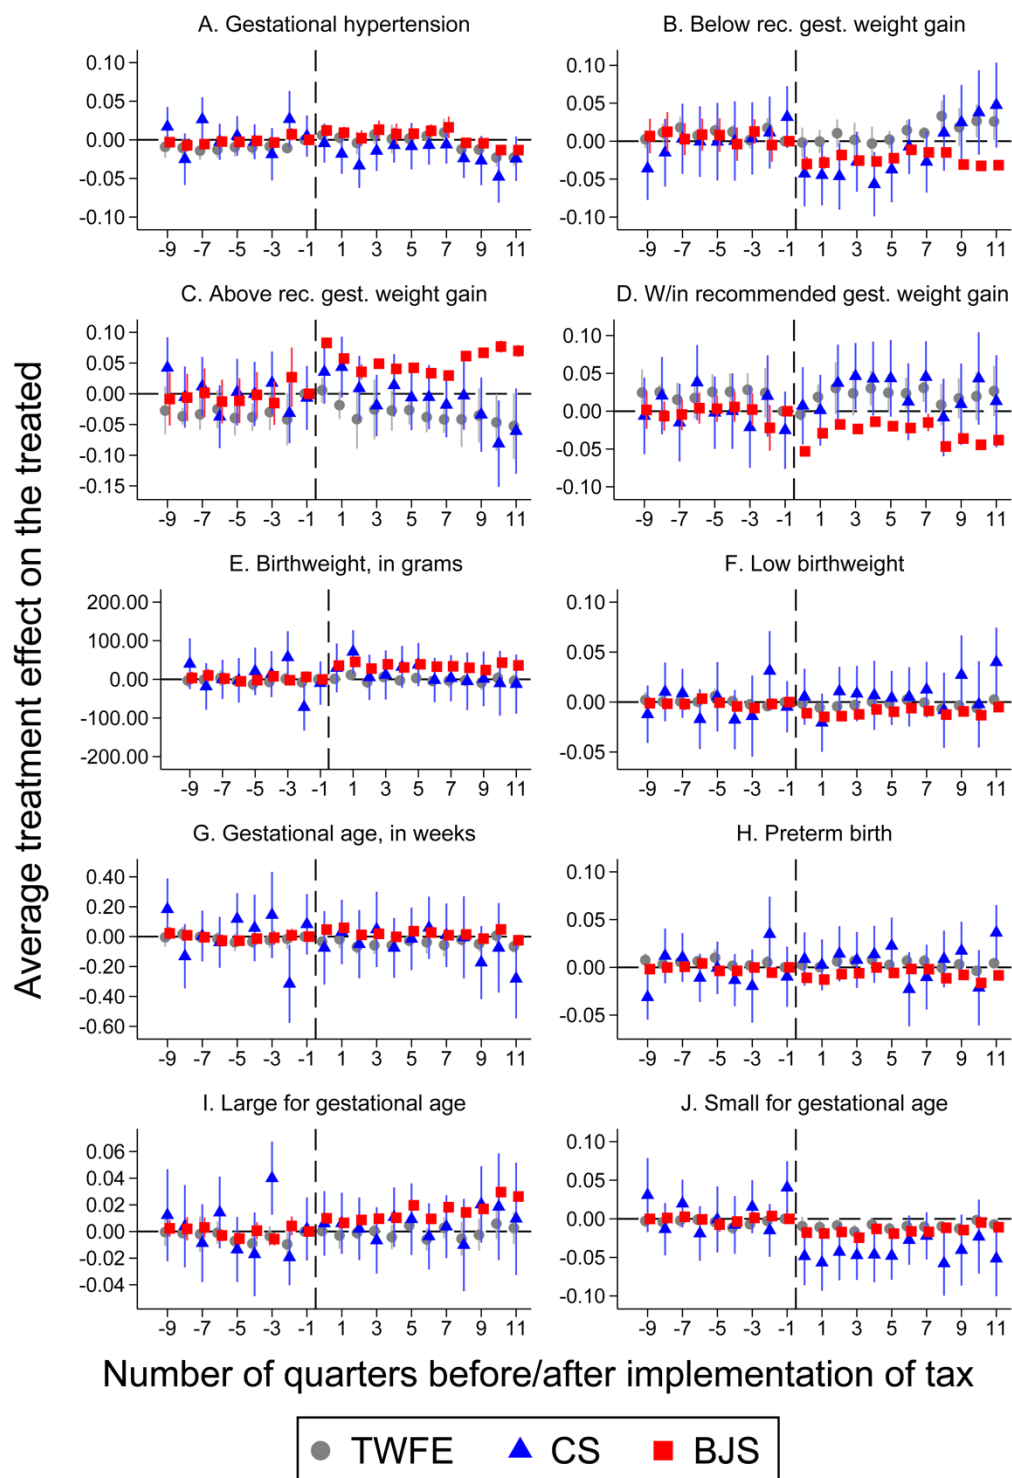 A. Gestational hypertension
0.10
0.05
0.00
-0.05
-0.10
-9 -7 -5 -3 -1 1 3 5 7 9 11
B. Below rec. gest. weight gain
0.10
0.05
0.00
-0.05
-0.10
-9 -7 -5 -3 -1 1 3 5 7 9 11
C. Above rec. gest. weight gain
0.10
0.05
0.00
-0.05
-0.10
-0.15
-9 -7 -5 -3 -1 1 3 5 7 9 11
D. W/in recommended gest. weight gain
0.10
0.05
0.00
-0.05
-0.10
-9 -7 -5 -3 -1 1 3 5 7 9 11
E. Birthweight, in grams
200.00
100.00
0.00
-100.00
-200.00
-9 -7 -5 -3 -1 1 3 5 7 9 11
F. Low birthweight
0.10
0.05
0.00
-0.05
-9 -7 -5 -3 -1 1 3 5 7 9 11
G. Gestational age, in weeks
0.40
0.20
0.00
-0.20
-0.40
-0.60
-9 -7 -5 -3 -1 1 3 5 7 9 11
H. Preterm birth
0.10
0.05
0.00
-0.05
-9 -7 -5 -3 -1 1 3 5 7 9 11
I. Large for gestational age
0.06
0.04
0.02
0.00
-0.02
-0.04
-9 -7 -5 -3 -1 1 3 5 7 9 11
J. Small for gestational age
0.10
0.05
0.00
-0.05
-0.10
-9 -7 -5 -3 -1 1 3 5 7 9 11
Average treatment effect on the treated
Number of quarters before/after implementation of tax
TWFE CS BJS